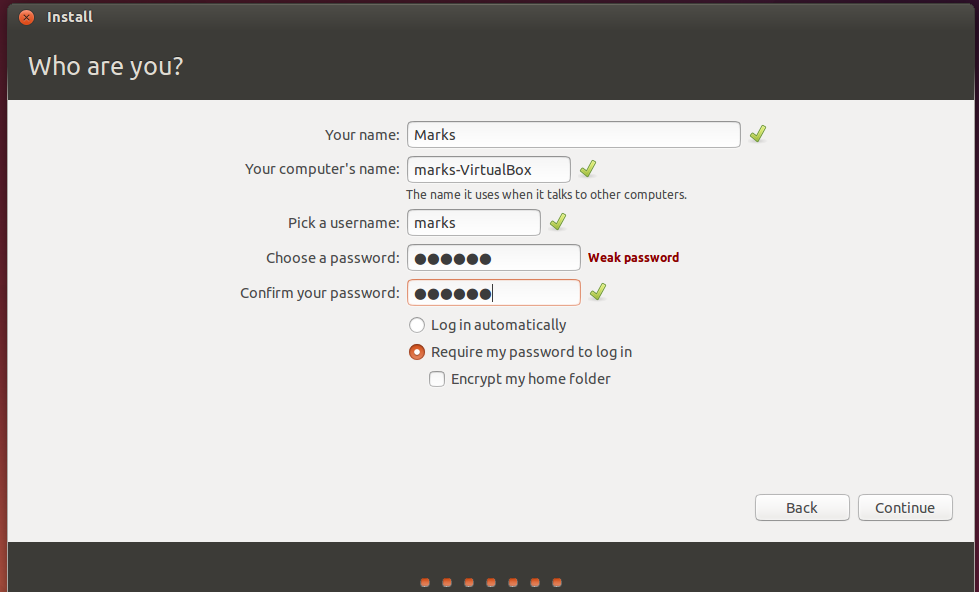 Install
Who are you?
Your name: Marks
Your computer's name: marks-VirtualBox
The name it uses when it talks to other computers.
Pick a username: marks
Choose a password: ●●●●●● Weak password
Confirm your password: ●●●●●●
Log in automatically
Require my password to log in
Encrypt my home folder
Back Continue